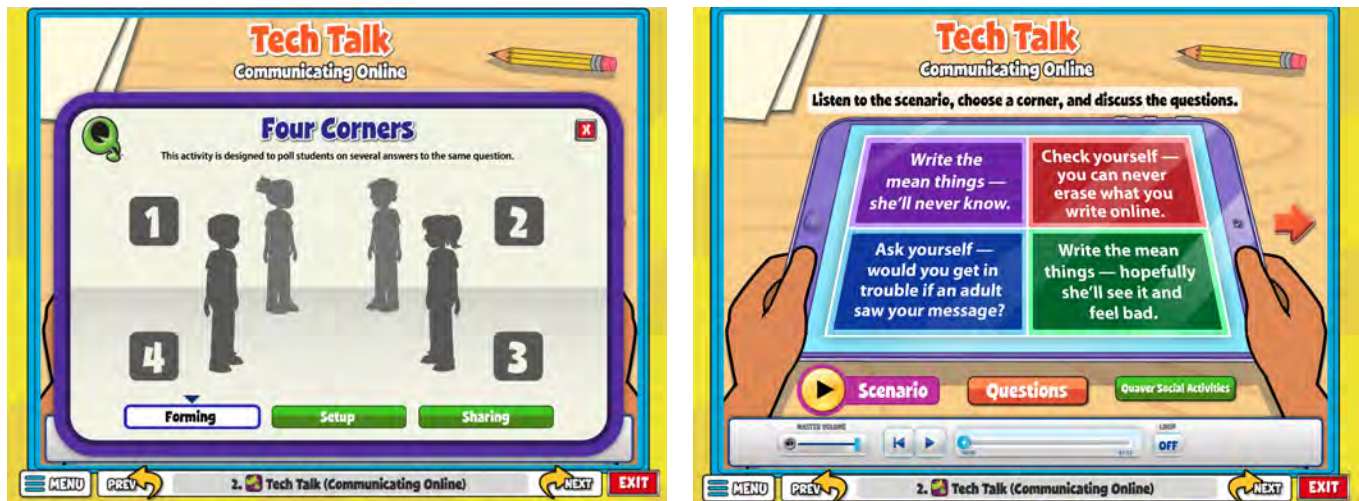 Tech Talk
Communicating Online
Four Corners
X
This activity is designed to poll students on several answers to the same question.
1
2
4
3
Forming
Setup
Sharing
MENU
PREV
2. Tech Talk (Communicating Online)
NEXT
EXIT
Tech Talk
Communicating Online
Listen to the scenario, choose a corner, and discuss the questions.
Write the
mean things —
she'll never know.
Check yourself —
you can never
erase what you
write online.
Ask yourself —
would you get in
trouble if an adult
saw your message?
Write the mean
things — hopefully
she'll see it and
feel bad.
Scenario
Questions
Quaver Social Activities
MASTER VOLUME
LOOP
OFF
MENU
PREV
2. Tech Talk (Communicating Online)
NEXT
EXIT